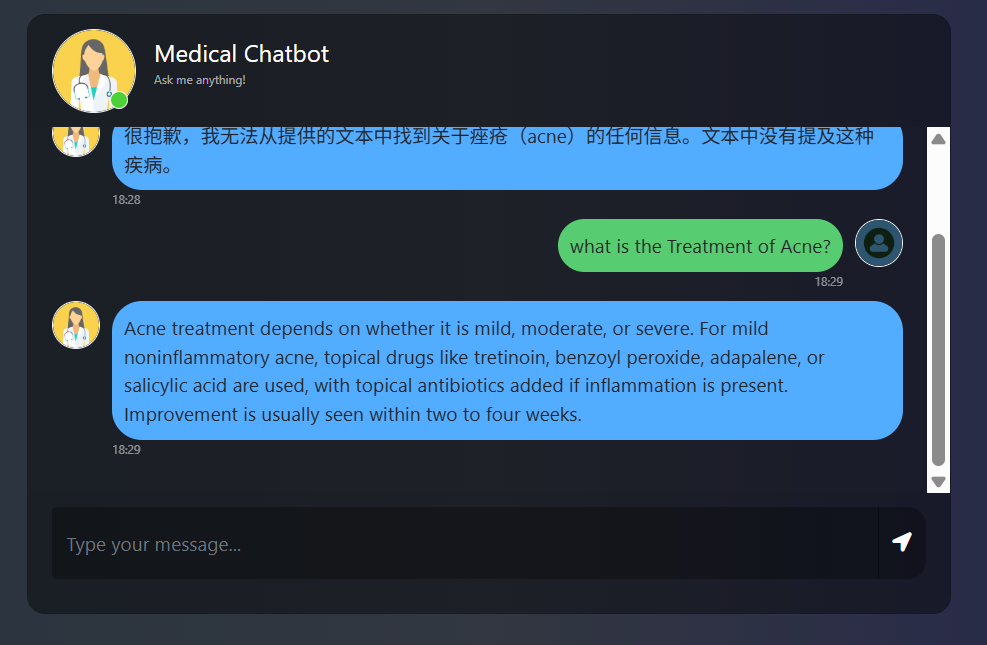 Medical Chatbot
Ask me anything!
很抱歉，我无法从提供的文本中找到关于痤疮（acne）的任何信息。文本中没有提及这种
疾病。
18:28
what is the Treatment of Acne?
18:29
Acne treatment depends on whether it is mild, moderate, or severe. For mild
noninflammatory acne, topical drugs like tretinoin, benzoyl peroxide, adapalene, or
salicylic acid are used, with topical antibiotics added if inflammation is present.
Improvement is usually seen within two to four weeks.
18:29
Type your message...